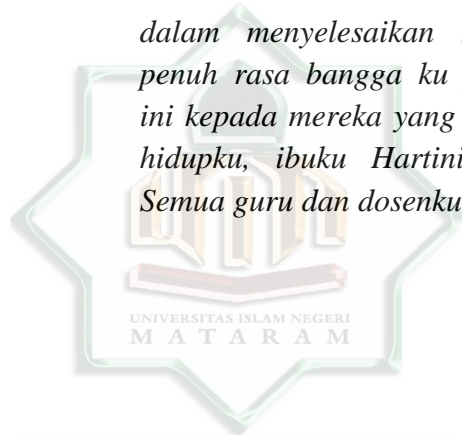 dalam menyelesaikan
penuh rasa bangga ku
ini kepada mereka yang
hidupku, ibuku Hartini
Semua guru dan dosenku
UNIVERSITAS ISLAM NEGERI
MATARAM